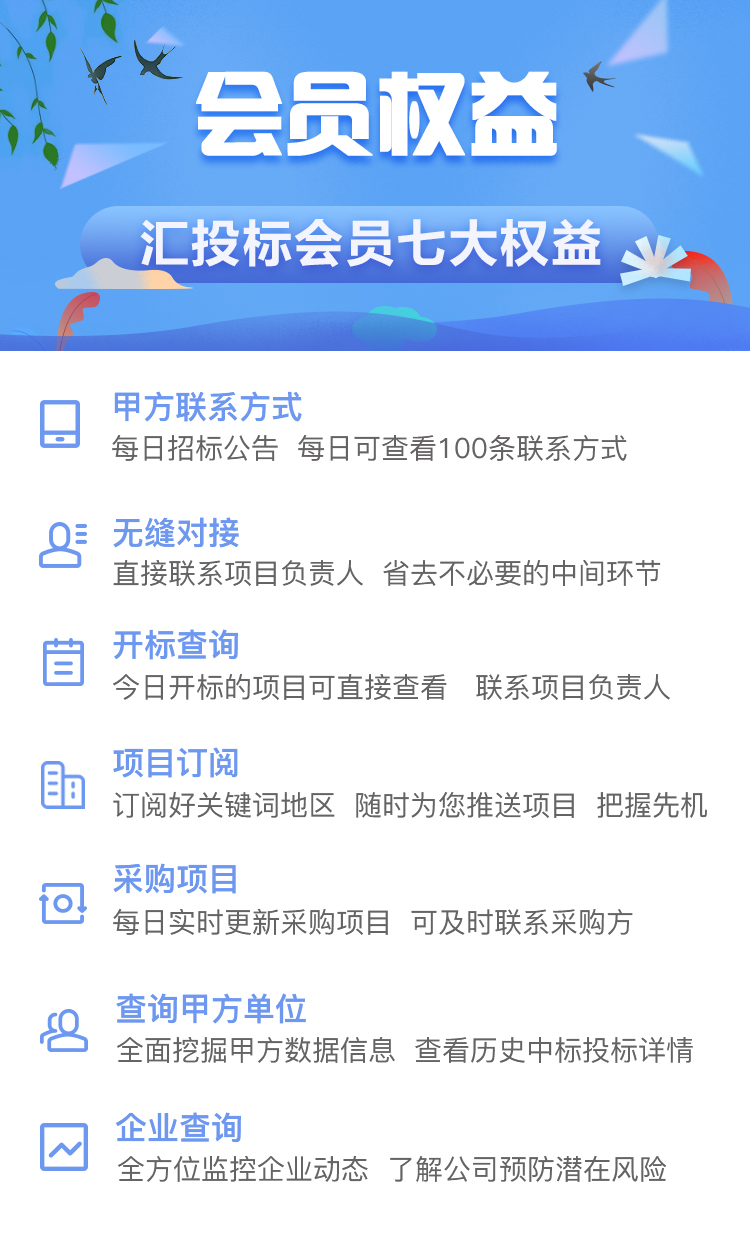 会员权益
汇投标会员七大权益
甲方联系方式
每日招标公告 每日可查看100条联系方式
无缝对接
直接联系项目负责人 省去不必要的中间环节
开标查询
今日开标的项目可直接查看 联系项目负责人
项目订阅
订阅好关键词地区 随时为您推送项目 把握先机
采购项目
每日实时更新采购项目 可及时联系采购方
查询甲方单位
全面挖掘甲方数据信息 查看历史中标投标详情
企业查询
全方位监控企业动态 了解公司预防潜在风险